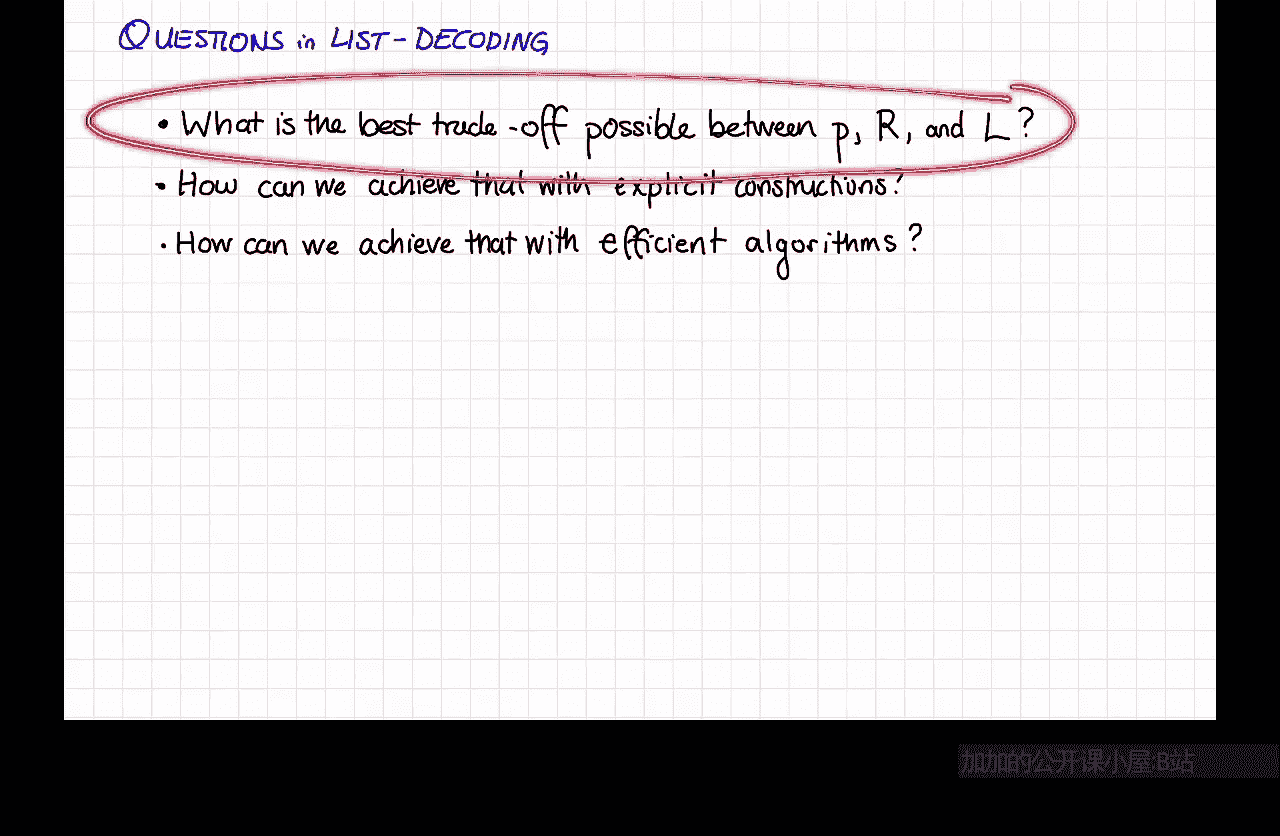 QUESTIONS in LIST-DECODING
• What is the best trade-off possible between p, R, and L?
• How can we achieve that with explicit constructions?
• How can we achieve that with efficient algorithms?
加加的公开课小屋:B站